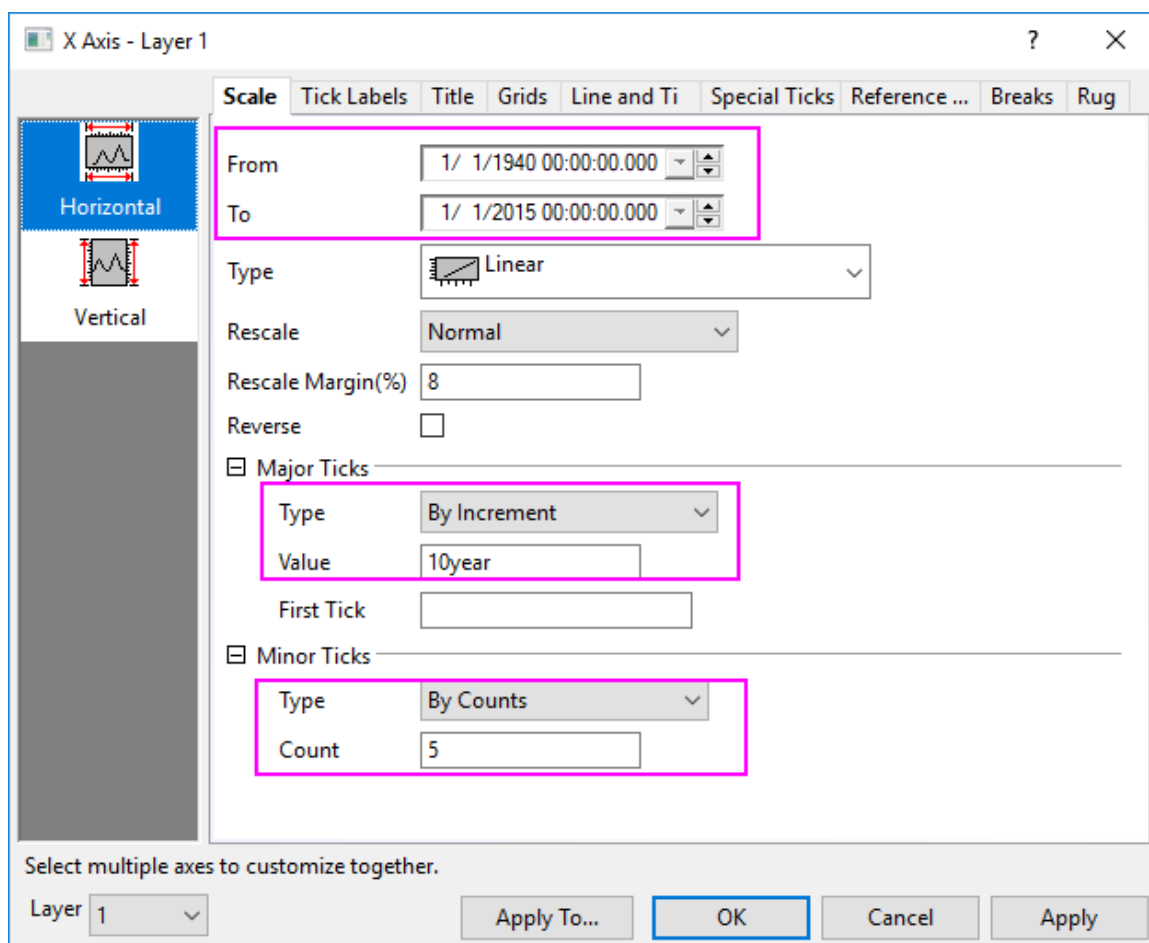 X Axis - Layer 1
?
Scale Tick Labels Title Grids Line and Ti Special Ticks Reference ... Breaks Rug
Horizontal
Vertical
From 1/ 1/1940 00:00:00.000
To 1/ 1/2015 00:00:00.000
Type Linear
Rescale Normal
Rescale Margin(%) 8
Reverse
Major Ticks
Type By Increment
Value 10year
First Tick
Minor Ticks
Type By Counts
Count 5
Select multiple axes to customize together.
Layer 1 Apply To... OK Cancel Apply